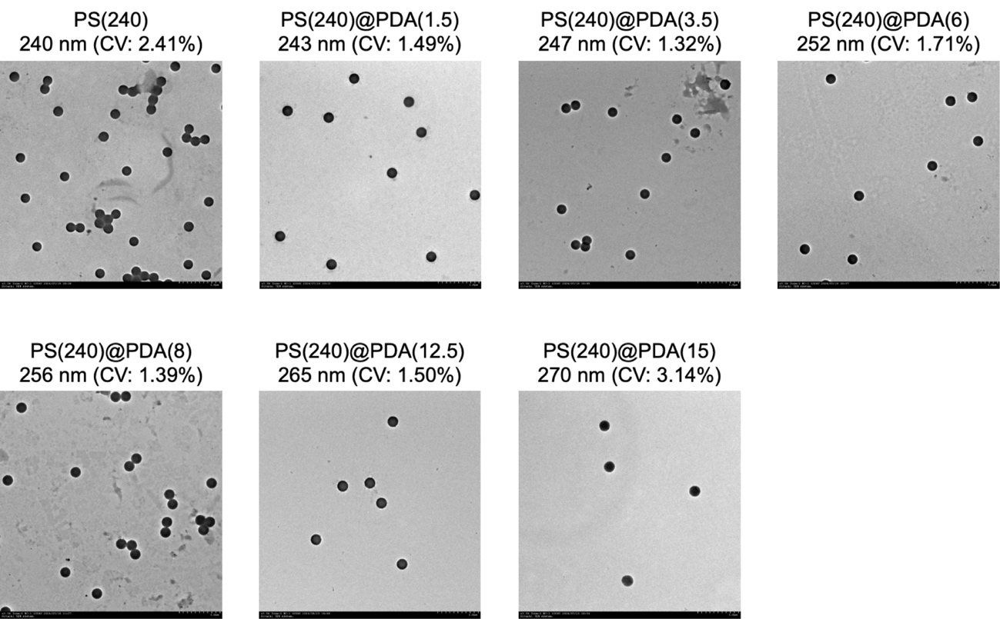 PS(240)
240 nm (CV: 2.41%)
PS(240)@PDA(1.5)
243 nm (CV: 1.49%)
PS(240)@PDA(3.5)
247 nm (CV: 1.32%)
PS(240)@PDA(6)
252 nm (CV: 1.71%)
PS(240)@PDA(8)
256 nm (CV: 1.39%)
PS(240)@PDA(12.5)
265 nm (CV: 1.50%)
PS(240)@PDA(15)
270 nm (CV: 3.14%)